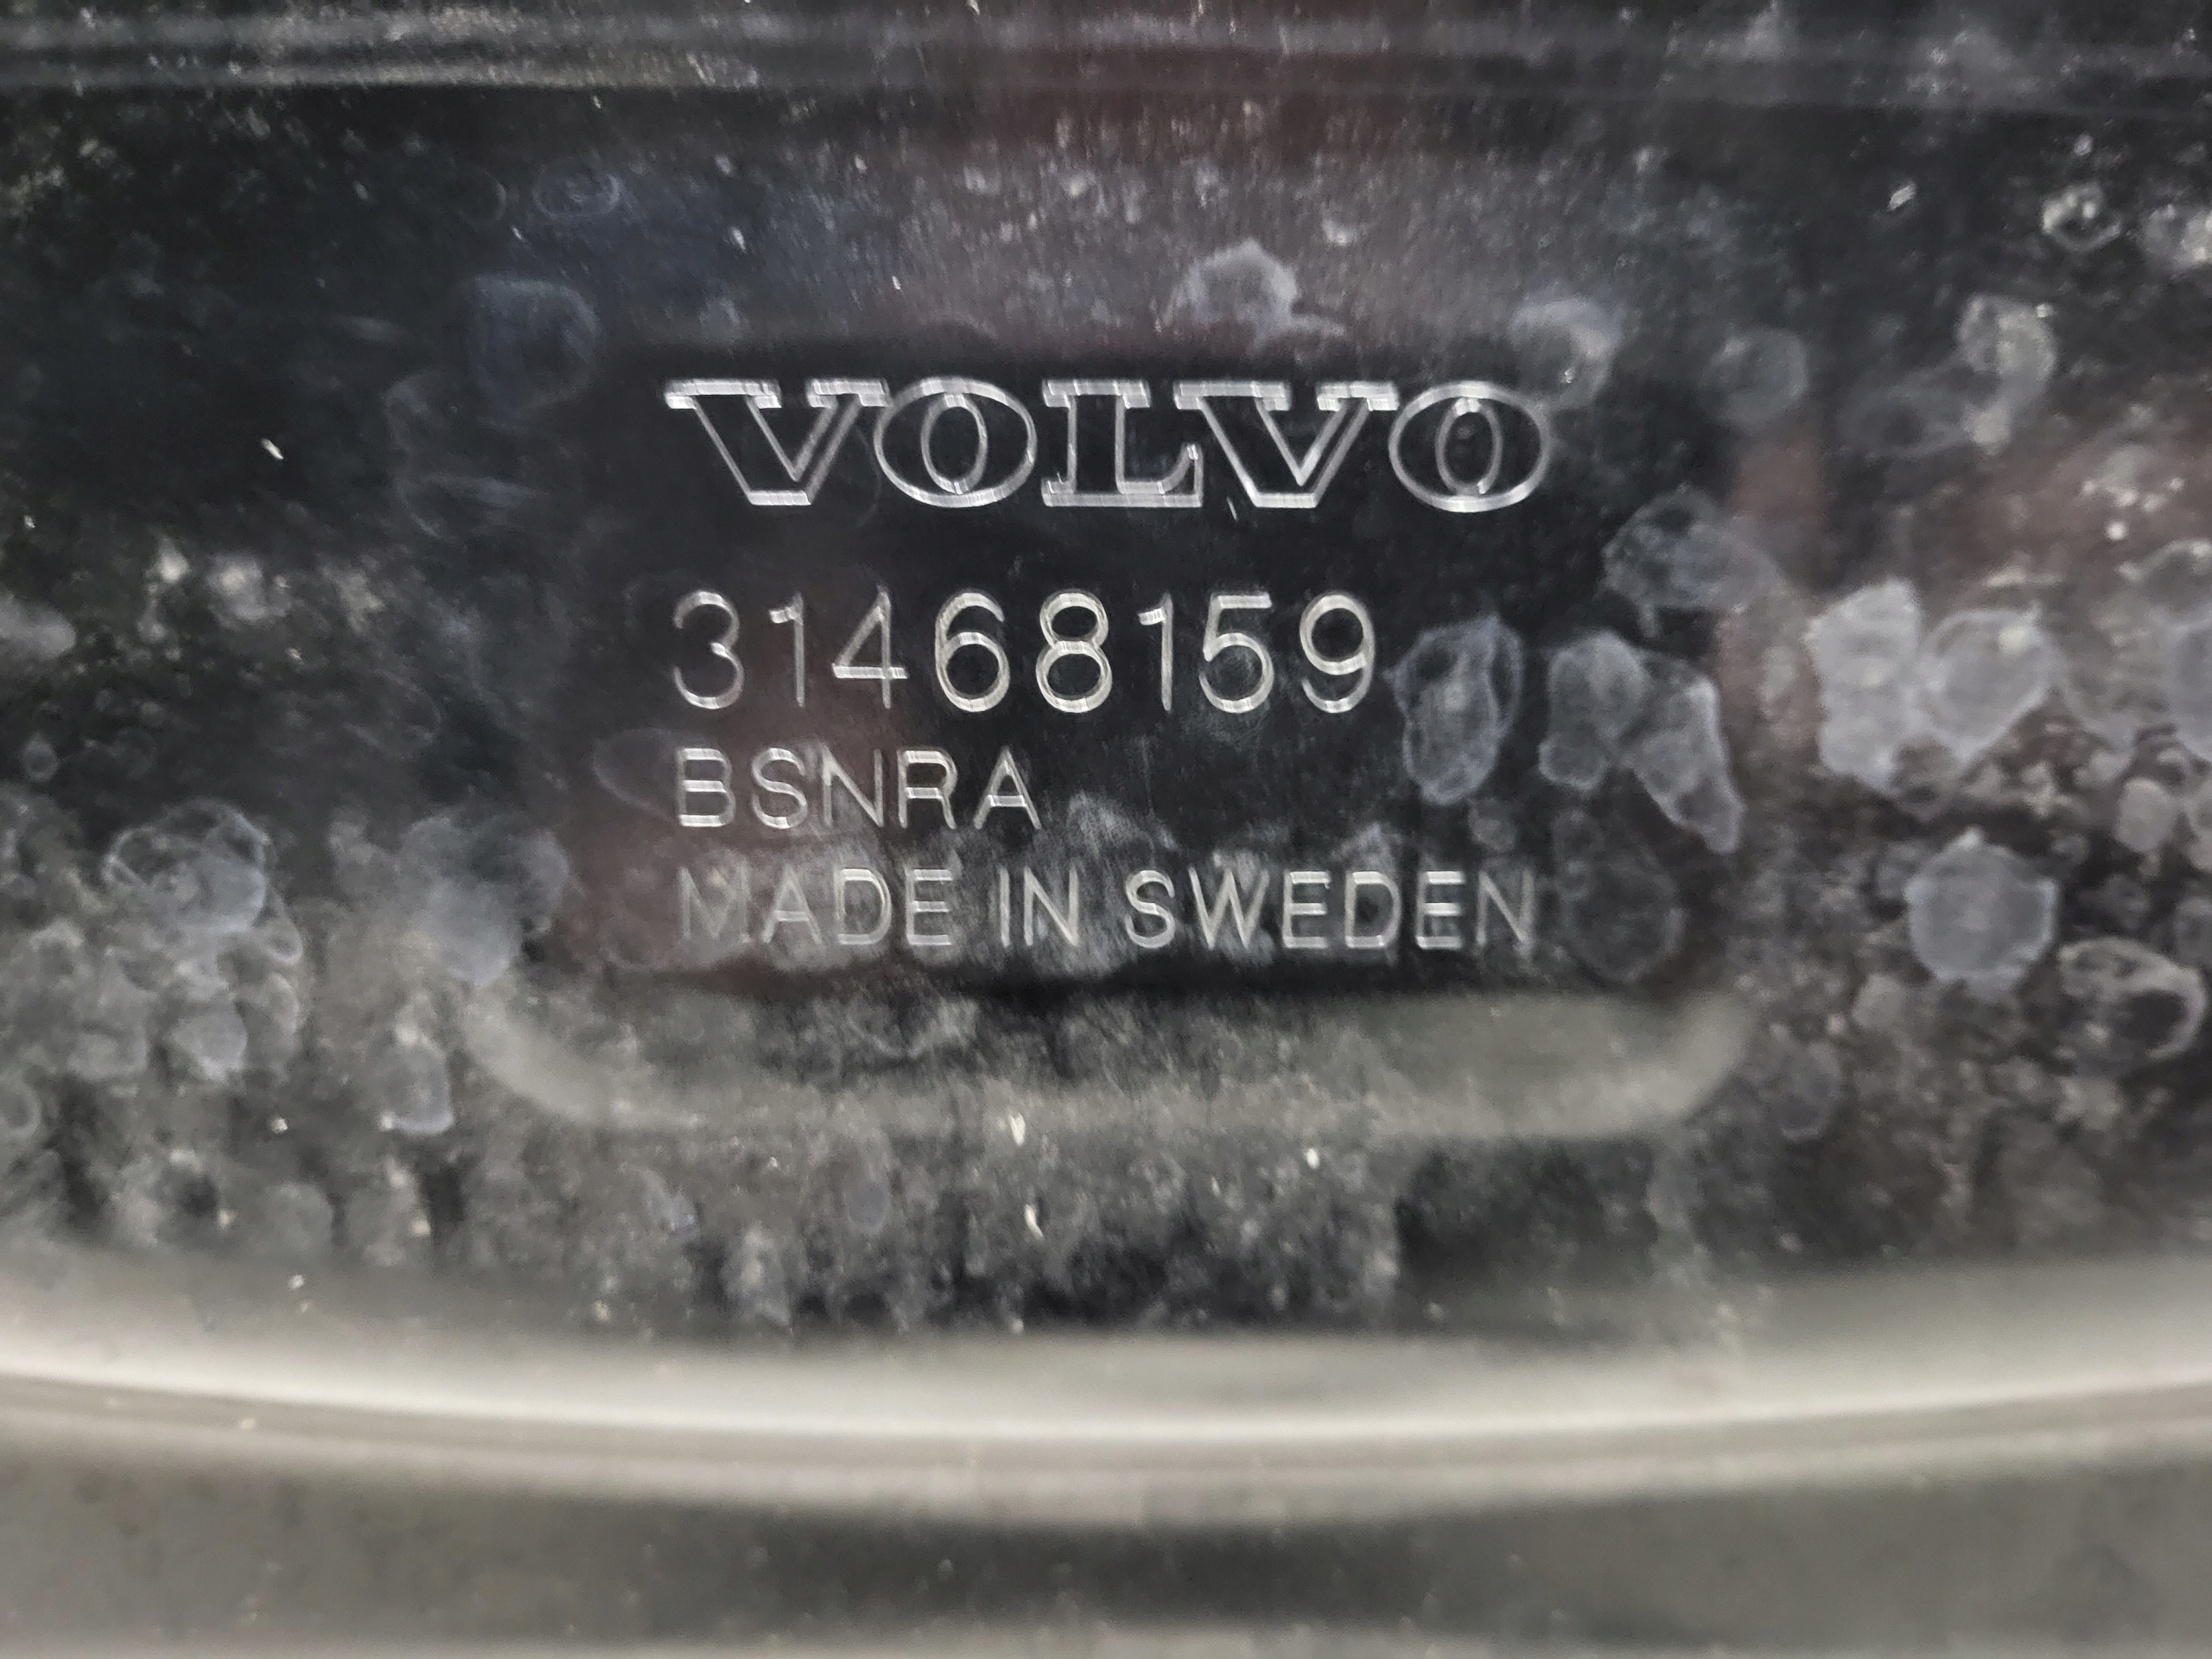 VOLVO
31468159
BSNRA
MADE IN SWEDEN